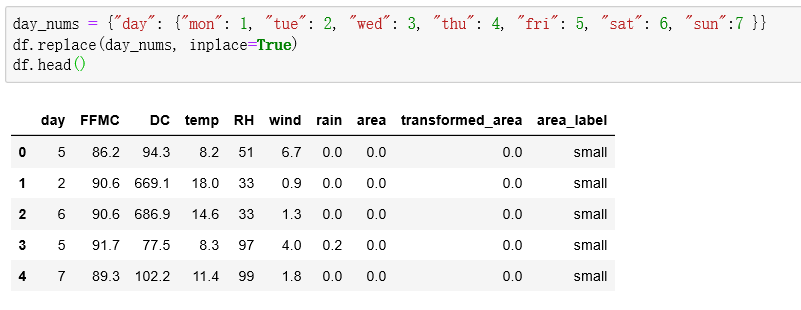 day_nums = {"day": {"mon": 1, "tue": 2, "wed": 3, "thu": 4, "fri": 5, "sat": 6, "sun":7 }}
df.replace(day_nums, inplace=True)
df.head()
day FFMC DC temp RH wind rain area transformed_area area_label
0 5 86.2 94.3 8.2 51 6.7 0.0 0.0 0.0 small
1 2 90.6 669.1 18.0 33 0.9 0.0 0.0 0.0 small
2 6 90.6 686.9 14.6 33 1.3 0.0 0.0 0.0 small
3 5 91.7 77.5 8.3 97 4.0 0.2 0.0 0.0 small
4 7 89.3 102.2 11.4 99 1.8 0.0 0.0 0.0 small